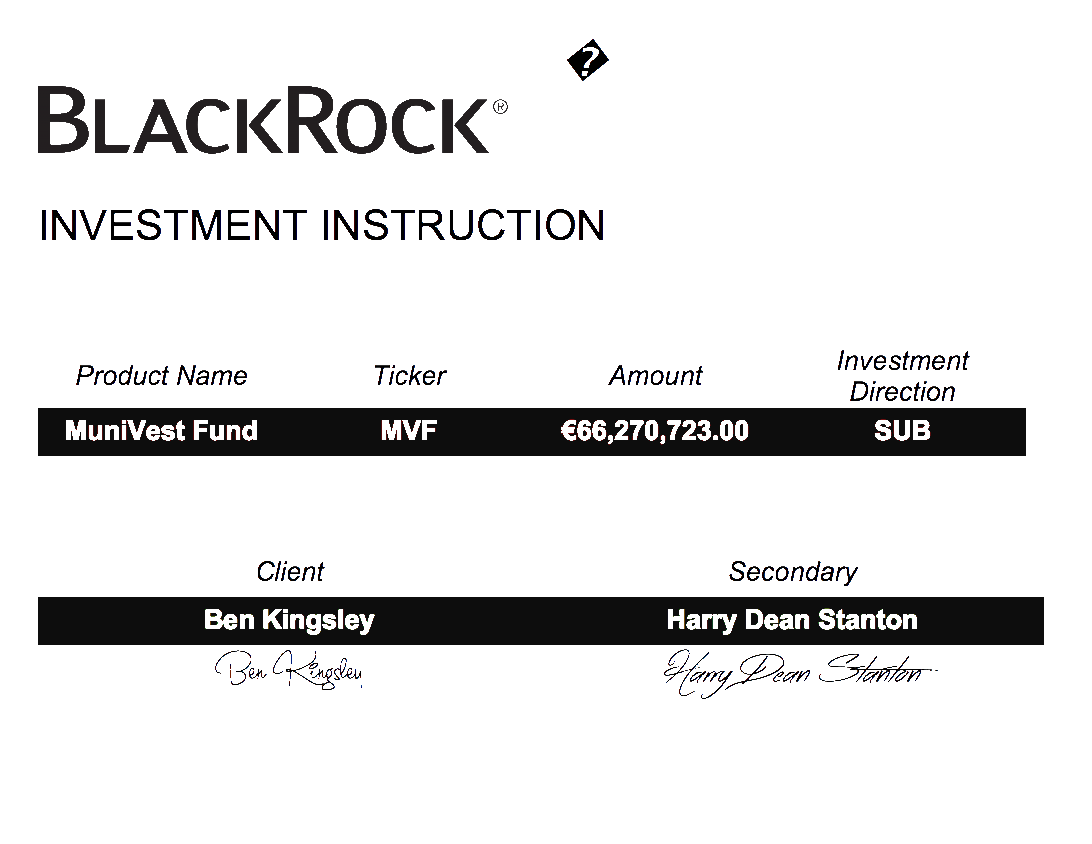 �
BLACKROCK®
INVESTMENT INSTRUCTION
Product Name Ticker Amount Investment Direction
MuniVest Fund MVF €66,270,723.00 SUB
Client Secondary
Ben Kingsley Harry Dean Stanton
Ben Kingsley Harry Dean Stanton